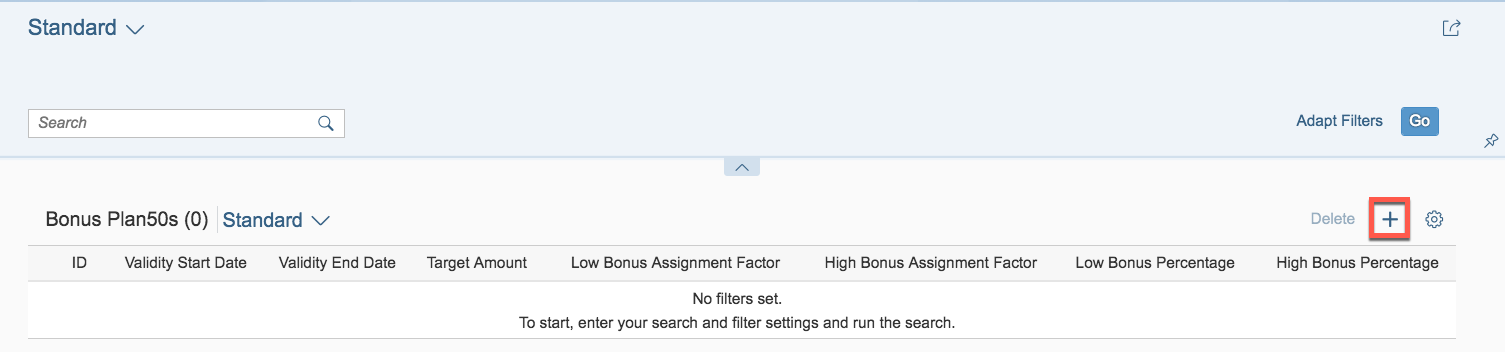 Standard
Search
Adapt Filters Go
Bonus Plan50s (0) Standard Delete
ID Validity Start Date Validity End Date Target Amount Low Bonus Assignment Factor High Bonus Assignment Factor Low Bonus Percentage High Bonus Percentage
No filters set.
To start, enter your search and filter settings and run the search.